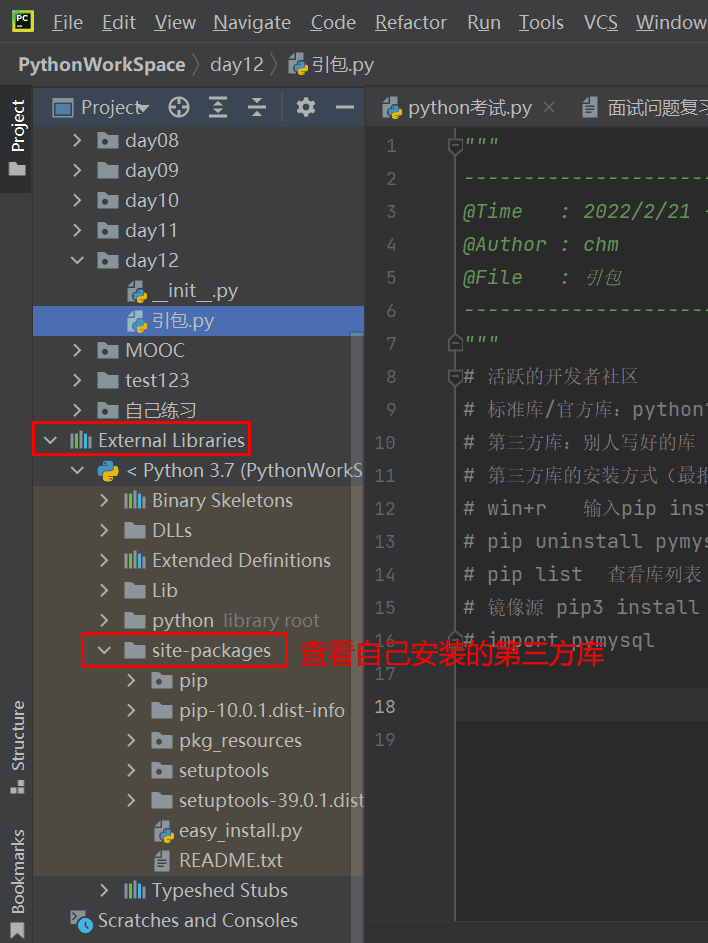 PC File Edit View Navigate Code Refactor Run Tools VCS Window
PythonWorkSpace day12 引包.py
Project
Project
day08
day09
day10
day11
day12
__init__.py
引包.py
MOOC
test123
自己练习
External Libraries
< Python 3.7 (PythonWorkS
Binary Skeletons
DLLs
Extended Definitions
Lib
python library root
site-packages
查看自己安装的第三方库
pip
pip-10.0.1.dist-info
pkg_resources
setuptools
setuptools-39.0.1.dist
easy_install.py
README.txt
Typeshed Stubs
Scratches and Consoles
Structure
Bookmarks
python考试.py 面试问题复习
1 """
2 --------------------
3 @Time : 2022/2/21
4 @Author : chm
5 @File : 引包
6 --------------------
7 """
8 # 活跃的开发者社区
9 # 标准库/官方库：python
10 # 第三方库：别人写好的库
11 # 第三方库的安装方式（最推
12 # win+r 输入pip inst
13 # pip uninstall pymys
14 # pip list 查看库列表
15 # 镜像源 pip3 install
16 # import pymysql
17
18
19